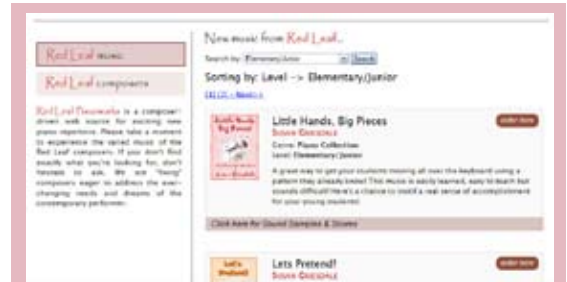 Red Leaf music
Red Leaf composers
Red Leaf Pianoworks is a composer-
driven web source for exciting new
piano repertoire. Please take a moment
to experience the varied music of the
Red Leaf composers. If you don't find
exactly what you're looking for, don't
hesitate to ask. We are "living"
composers eager to address the ever-
changing needs and dreams of the
contemporary performer.
New music from Red Leaf...
Search by: Elementary/Junior Search
Sorting by: Level -> Elementary/Junior
[1] [2] - Next>>
Little Hands, Big Pieces
Susan Griesdale
Genre: Piano Collection
Level: Elementary/Junior
A great way to get your students moving all over the keyboard using a
pattern they already know! This music is easily learned, easy to teach but
sounds difficult! Here's a chance to instill a real sense of accomplishment
for your young students!
Click here for Sound Samples & Scores
Let's
Pretend!
Lets Pretend!
Susan Griesdale